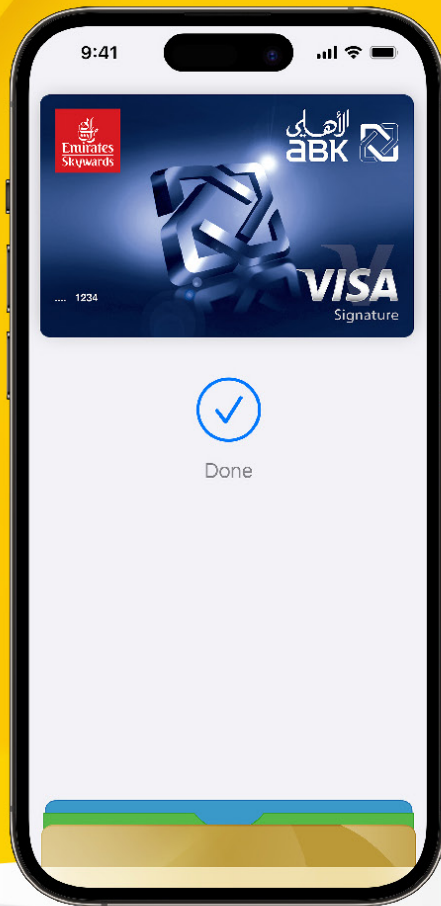 9:41
الأهلي
Emirates
Skywards
ABK
.... 1234
VISA
Signature
Done